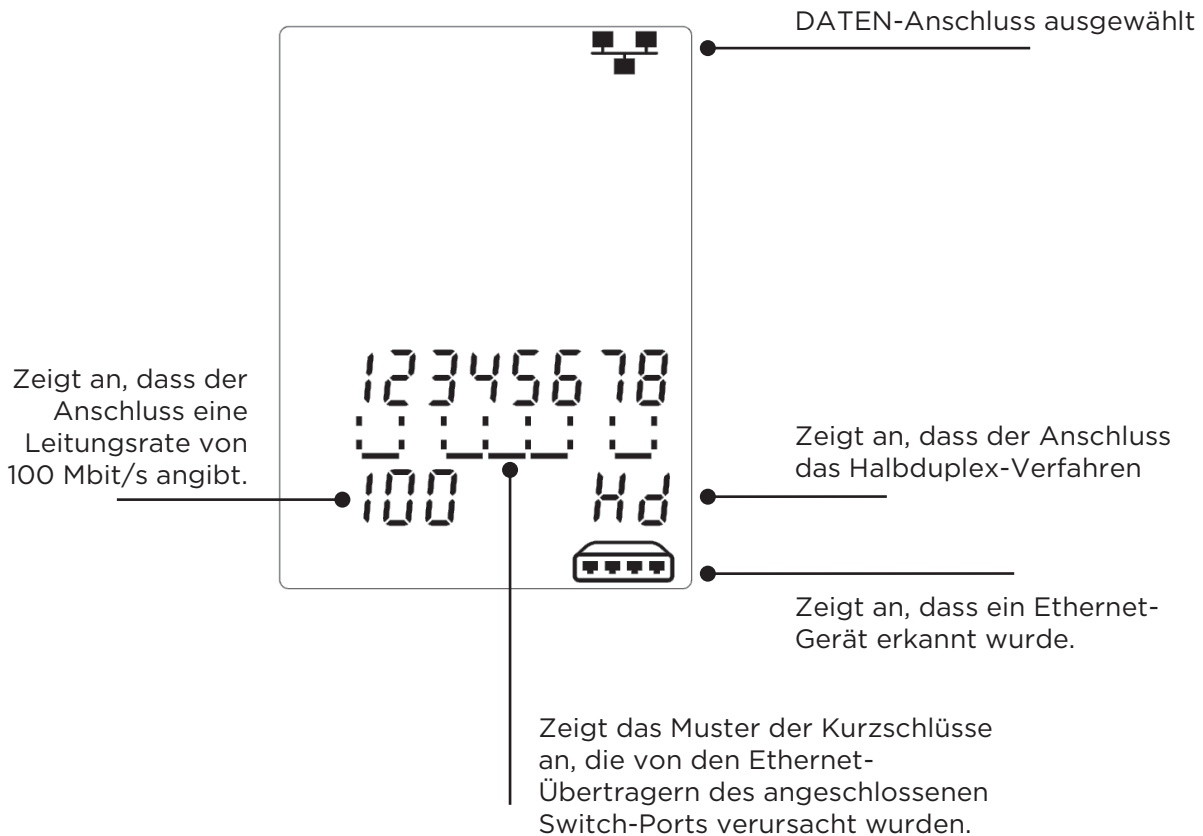 DATEN-Anschluss ausgewählt
12345678
Zeigt an, dass der
Anschluss eine
Leitungsrate von
100 Mbit/s angibt.
100
Hd
Zeigt an, dass der Anschluss
das Halbduplex-Verfahren
Zeigt an, dass ein Ethernet-
Gerät erkannt wurde.
Zeigt das Muster der Kurzschlüsse
an, die von den Ethernet-
Übertragern des angeschlossenen
Switch-Ports verursacht wurden.